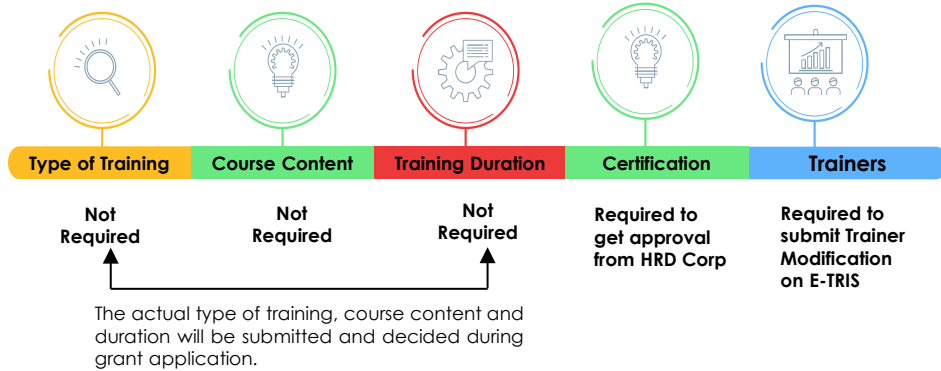 Type of Training
Course Content
Training Duration
Certification
Trainers
Not
Required
Not
Required
Not
Required
Required to
get approval
from HRD Corp
Required to
submit Trainer
Modification
on E-TRIS
The actual type of training, course content and
duration will be submitted and decided during
grant application.